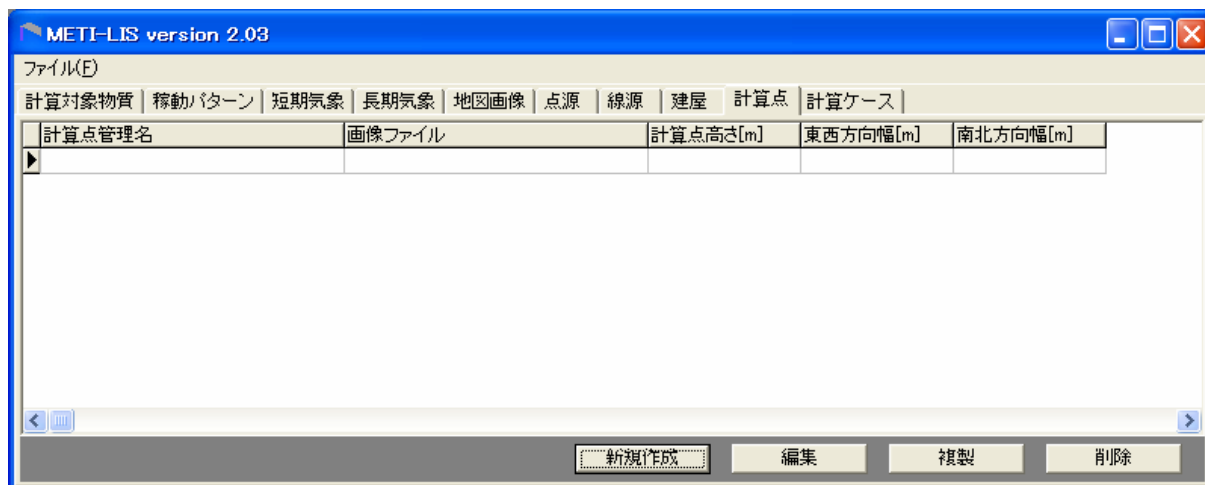 METI-LIS version 2.03
ファイル(F)
計算対象物質 稼動パターン 短期気象 長期気象 地図画像 点源 線源 建屋 計算点 計算ケース
計算点管理名 画像ファイル 計算点高さ[m] 東西方向幅[m] 南北方向幅[m]
新規作成 編集 複製 削除